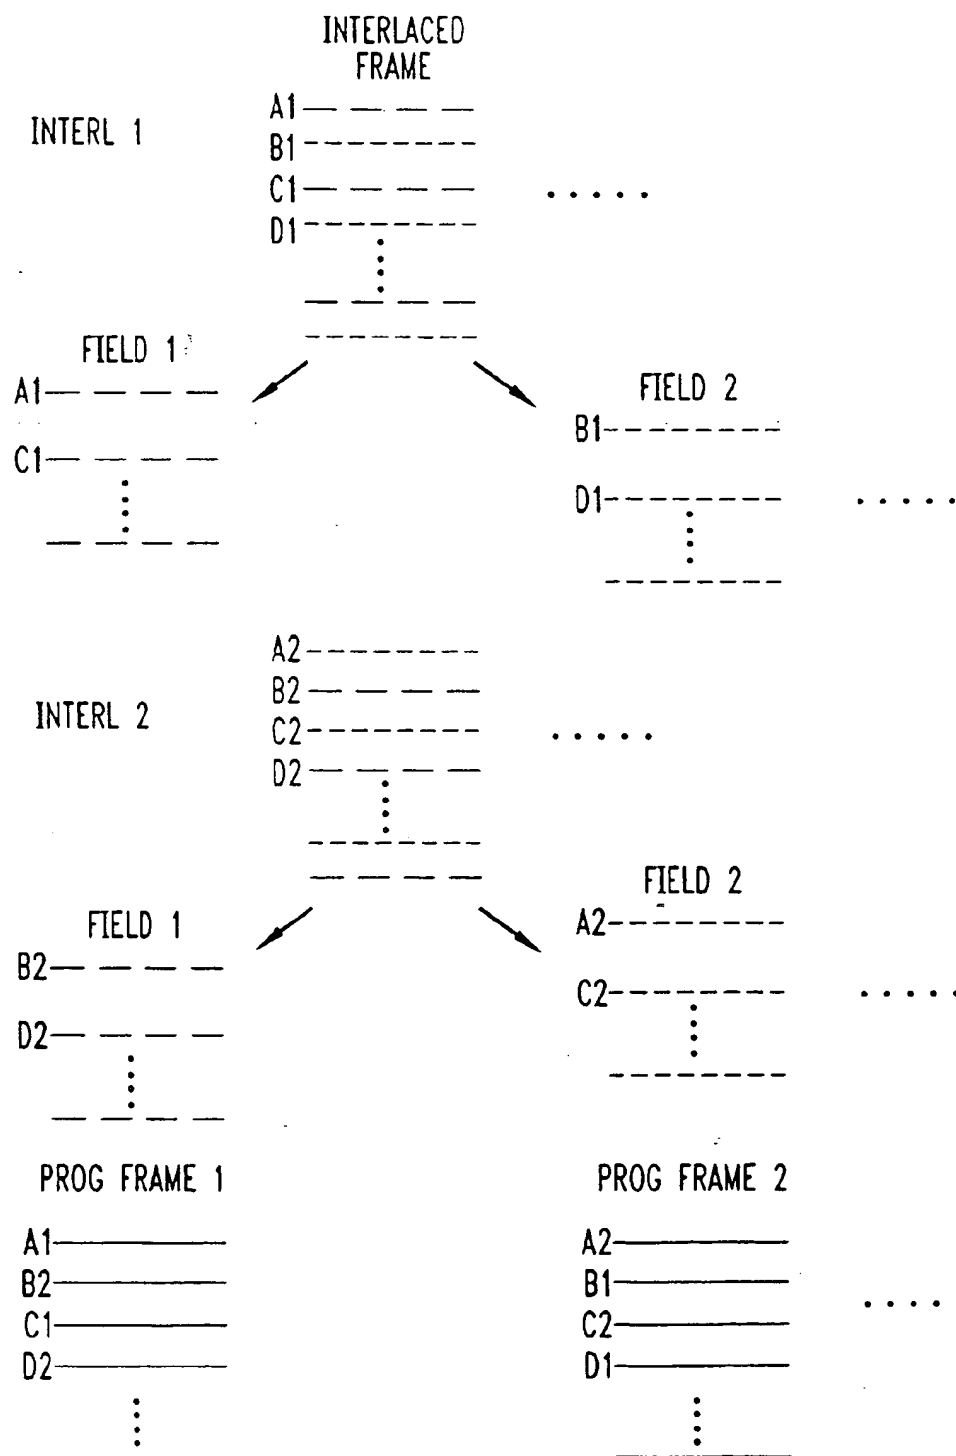 INTERLACED
FRAME
INTERL 1
A1
B1
C1
D1
FIELD 1
A1
C1
FIELD 2
B1
D1
INTERL 2
A2
B2
C2
D2
FIELD 1
B2
D2
FIELD 2
A2
C2
PROG FRAME 1
A1
B2
C1
D2
PROG FRAME 2
A2
B1
C2
D1